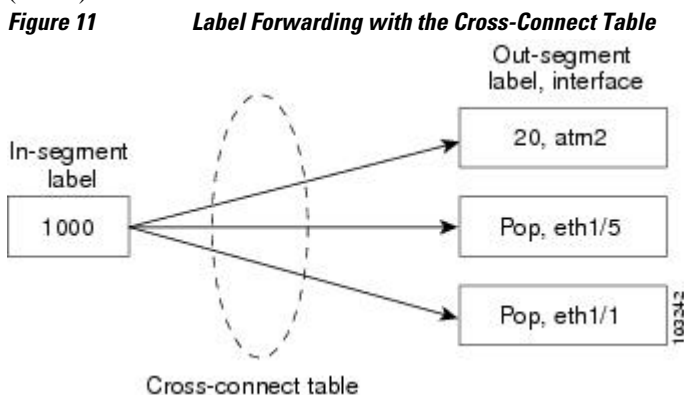 Figure 11 Label Forwarding with the Cross-Connect Table
Out-segment
label, interface
In-segment
label
1000
20, atm2
Pop, eth1/5
Pop, eth1/1
103242
Cross-connect table